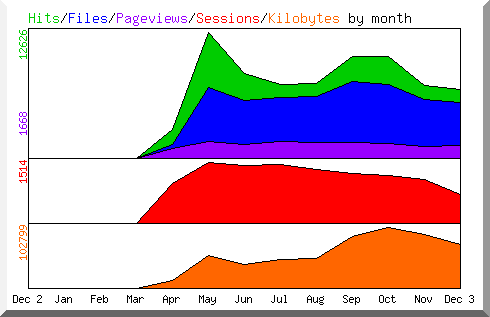 Hits/Files/Pageviews/Sessions/Kilobytes by month
12626
1668
1514
102799
Dec 2 Jan Feb Mar Apr May Jun Jul Aug Sep Oct Nov Dec 3